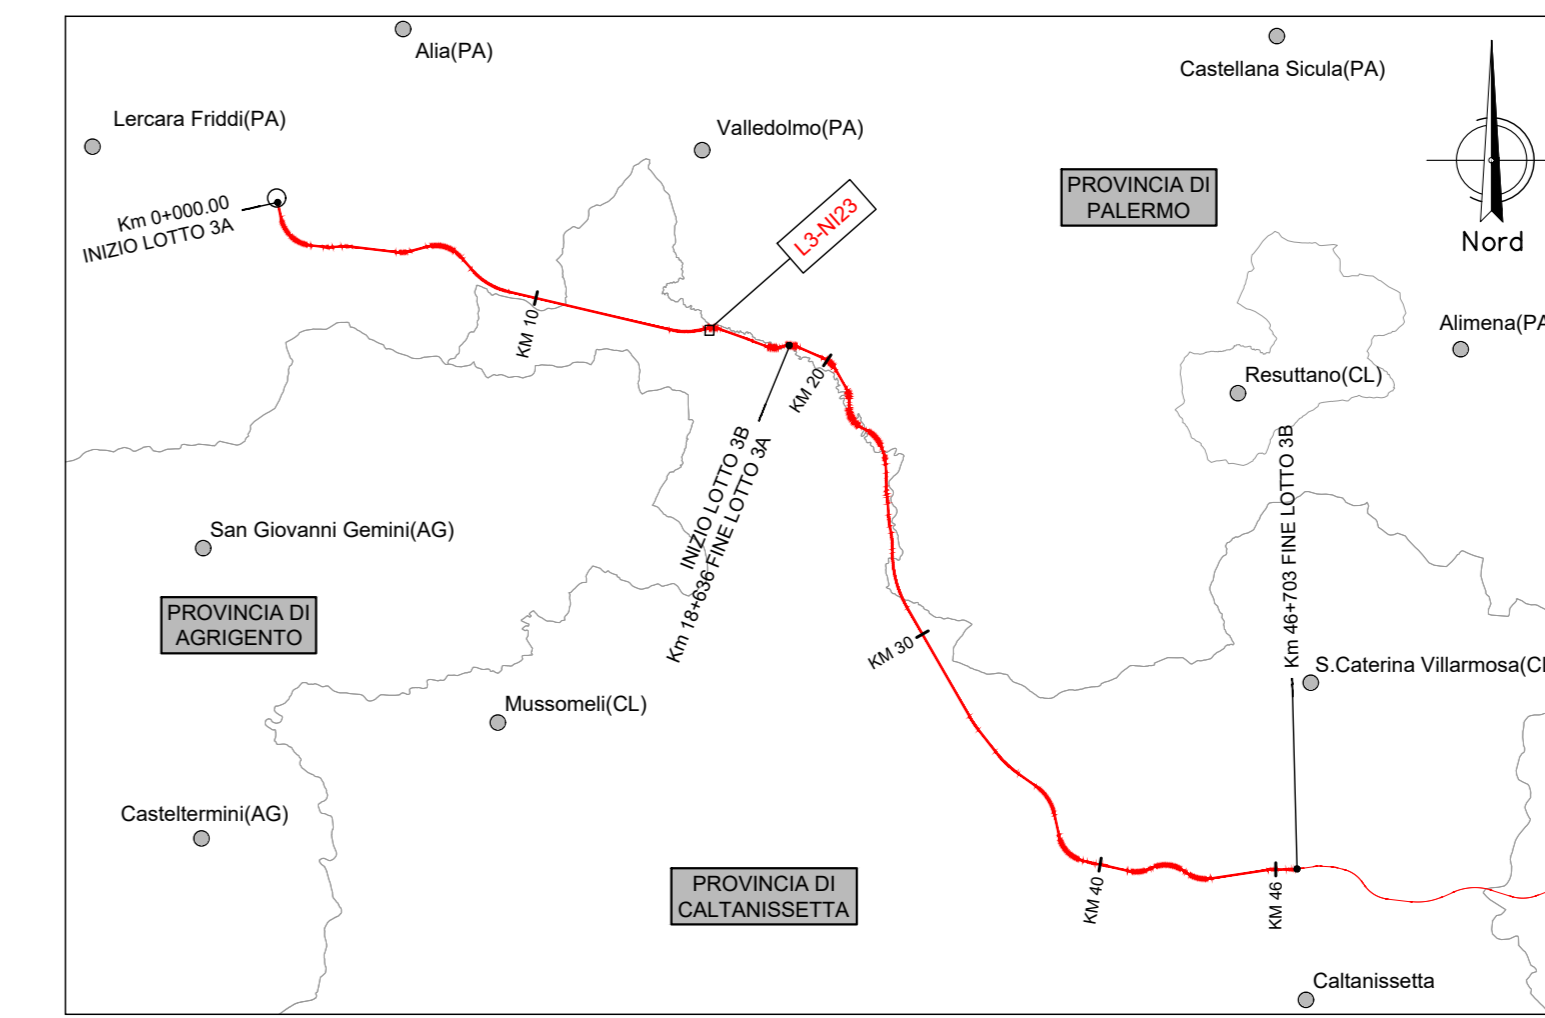 Alia(PA)
Castellana Sicula(PA)
Lercara Friddi(PA)
Valledolmo(PA)
PROVINCIA DI
PALERMO
Km 0+000.00
INIZIO LOTTO 3A
L3-NI23
Nord
KM 10
Alimena(PA
KM 20
Resuttano(CL)
INIZIO LOTTO 3B
Km 18+636 FINE LOTTO 3A
San Giovanni Gemini(AG)
Km 46+703 FINE LOTTO 3B
PROVINCIA DI
AGRIGENTO
KM 30
S.Caterina Villarmosa(Cl
Mussomeli(CL)
Casteltermini(AG)
PROVINCIA DI
CALTANISSETTA
KM 40
KM 46
Caltanissetta